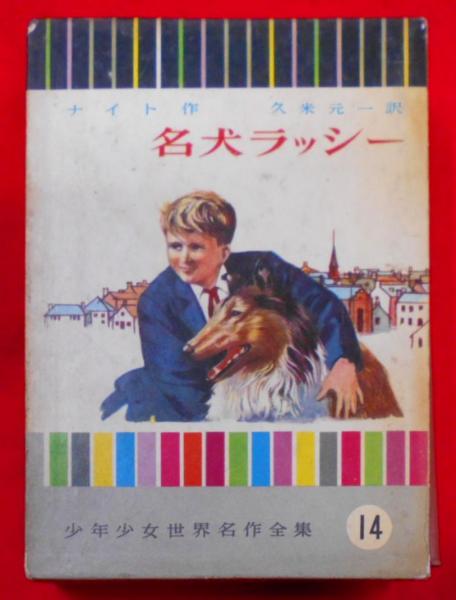 ナイト作 久米元一訳
名犬ラッシー
少年少女世界名作全集 14